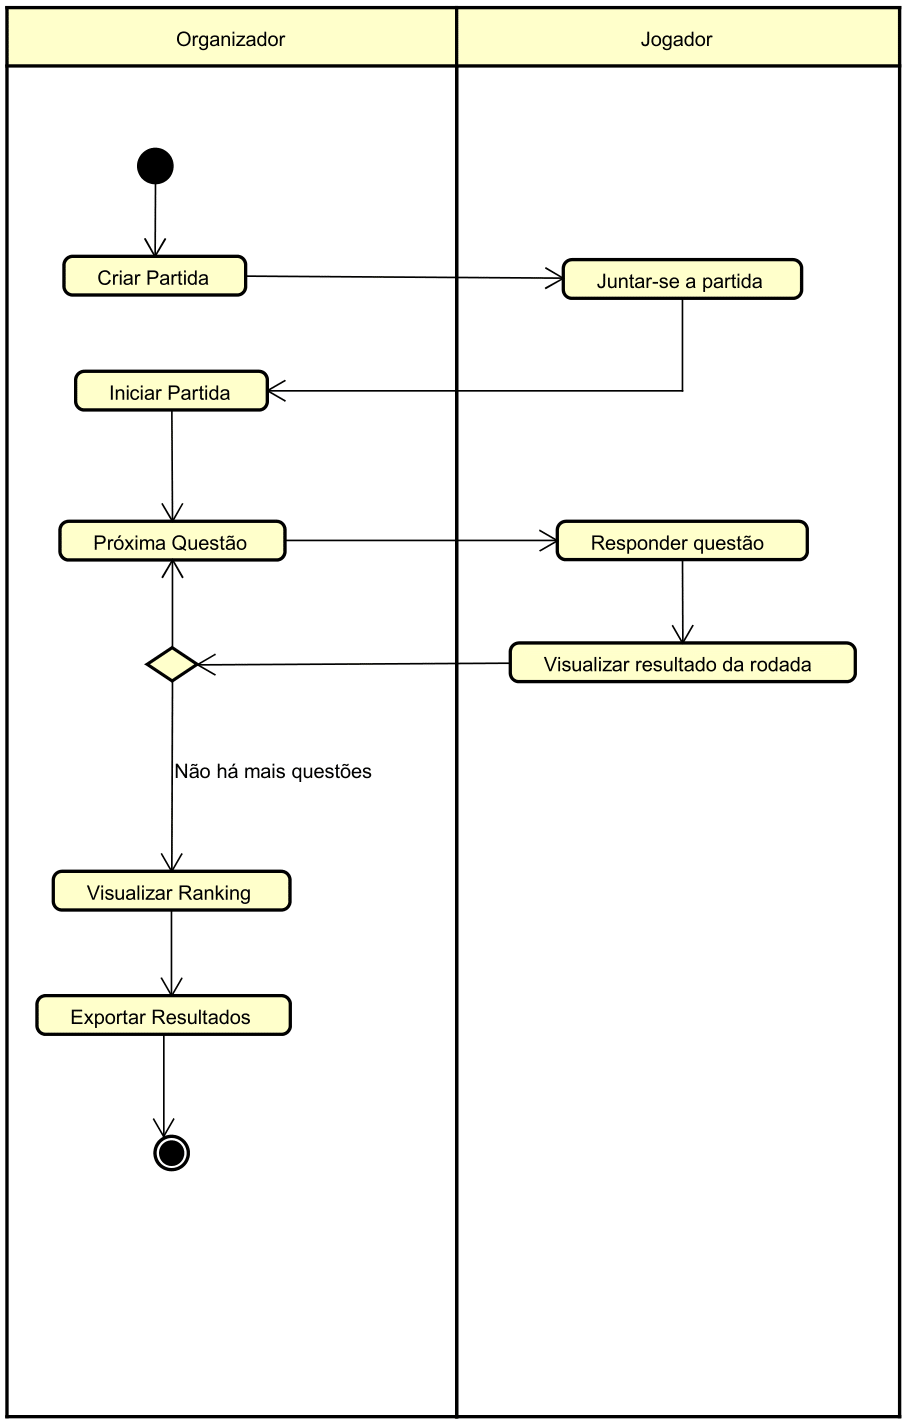 Organizador
Jogador
Criar Partida
Juntar-se a partida
Iniciar Partida
Próxima Questão
Responder questão
Visualizar resultado da rodada
Não há mais questões
Visualizar Ranking
Exportar Resultados